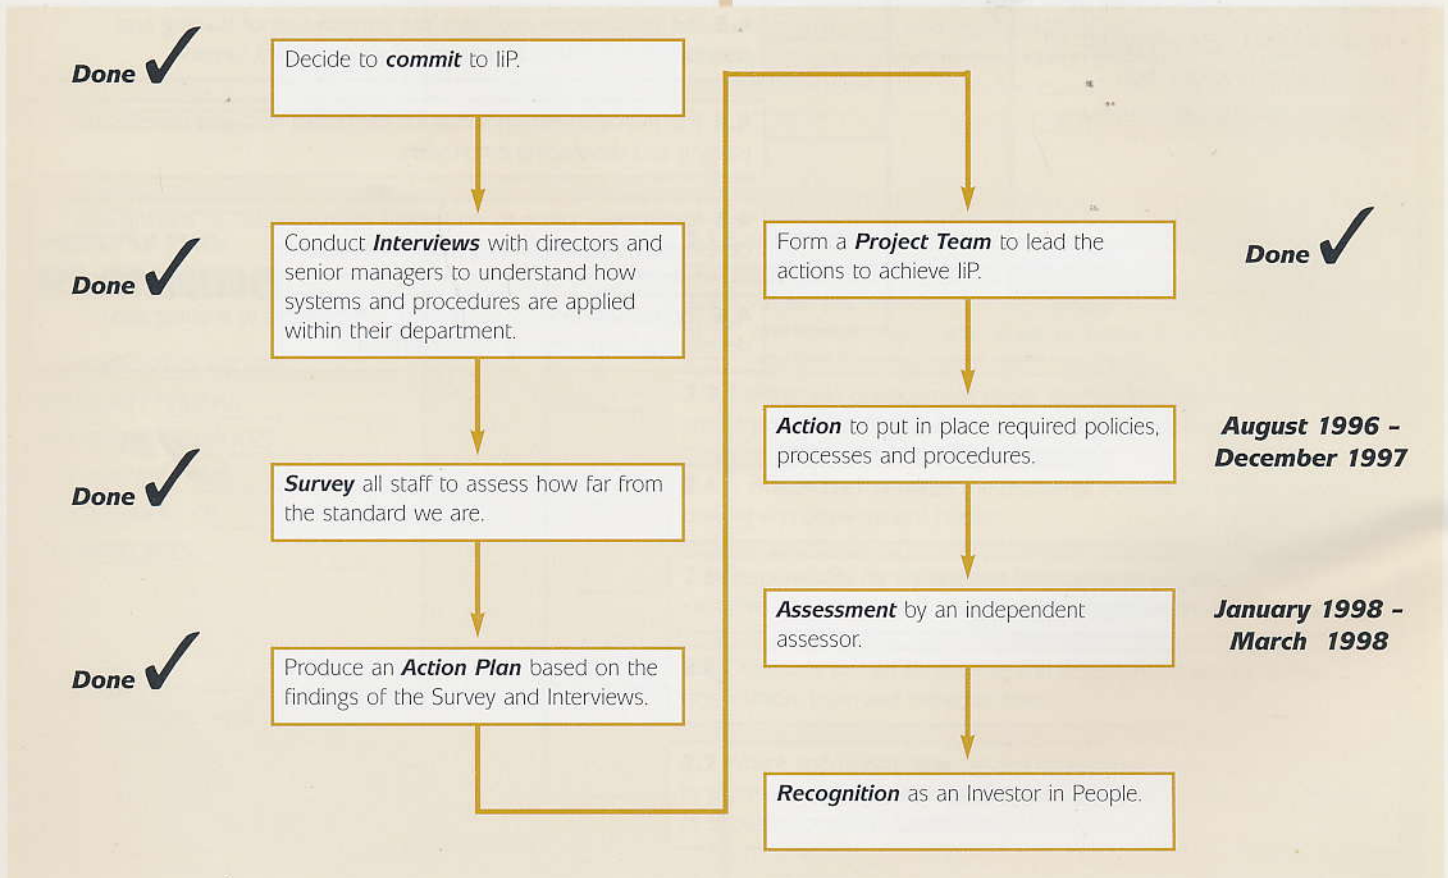 Done
Decide to commit to IiP.
Done
Conduct Interviews with directors and
senior managers to understand how
systems and procedures are applied
within their department.
Done
Survey all staff to assess how far from
the standard we are.
Done
Produce an Action Plan based on the
findings of the Survey and Interviews.
Form a Project Team to lead the
actions to achieve IiP.
Done
Action to put in place required policies,
processes and procedures.
August 1996 –
December 1997
Assessment by an independent
assessor.
January 1998 –
March 1998
Recognition as an Investor in People.